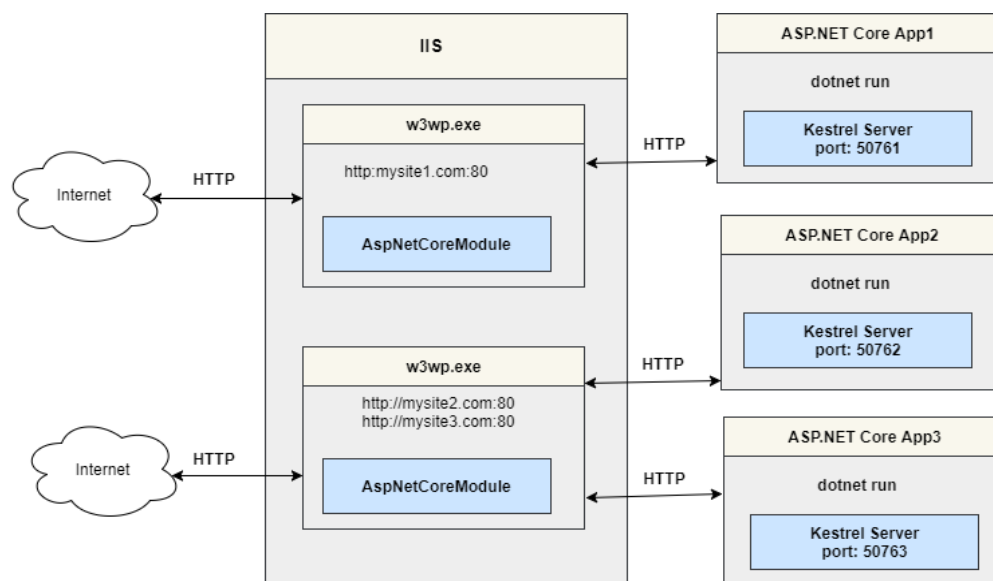 IIS
w3wp.exe
http:mysite1.com:80
AspNetCoreModule
Internet
HTTP
HTTP
ASP.NET Core App1
dotnet run
Kestrel Server
port: 50761
ASP.NET Core App2
dotnet run
Kestrel Server
port: 50762
w3wp.exe
http://mysite2.com:80
http://mysite3.com:80
AspNetCoreModule
Internet
HTTP
HTTP
HTTP
ASP.NET Core App3
dotnet run
Kestrel Server
port: 50763